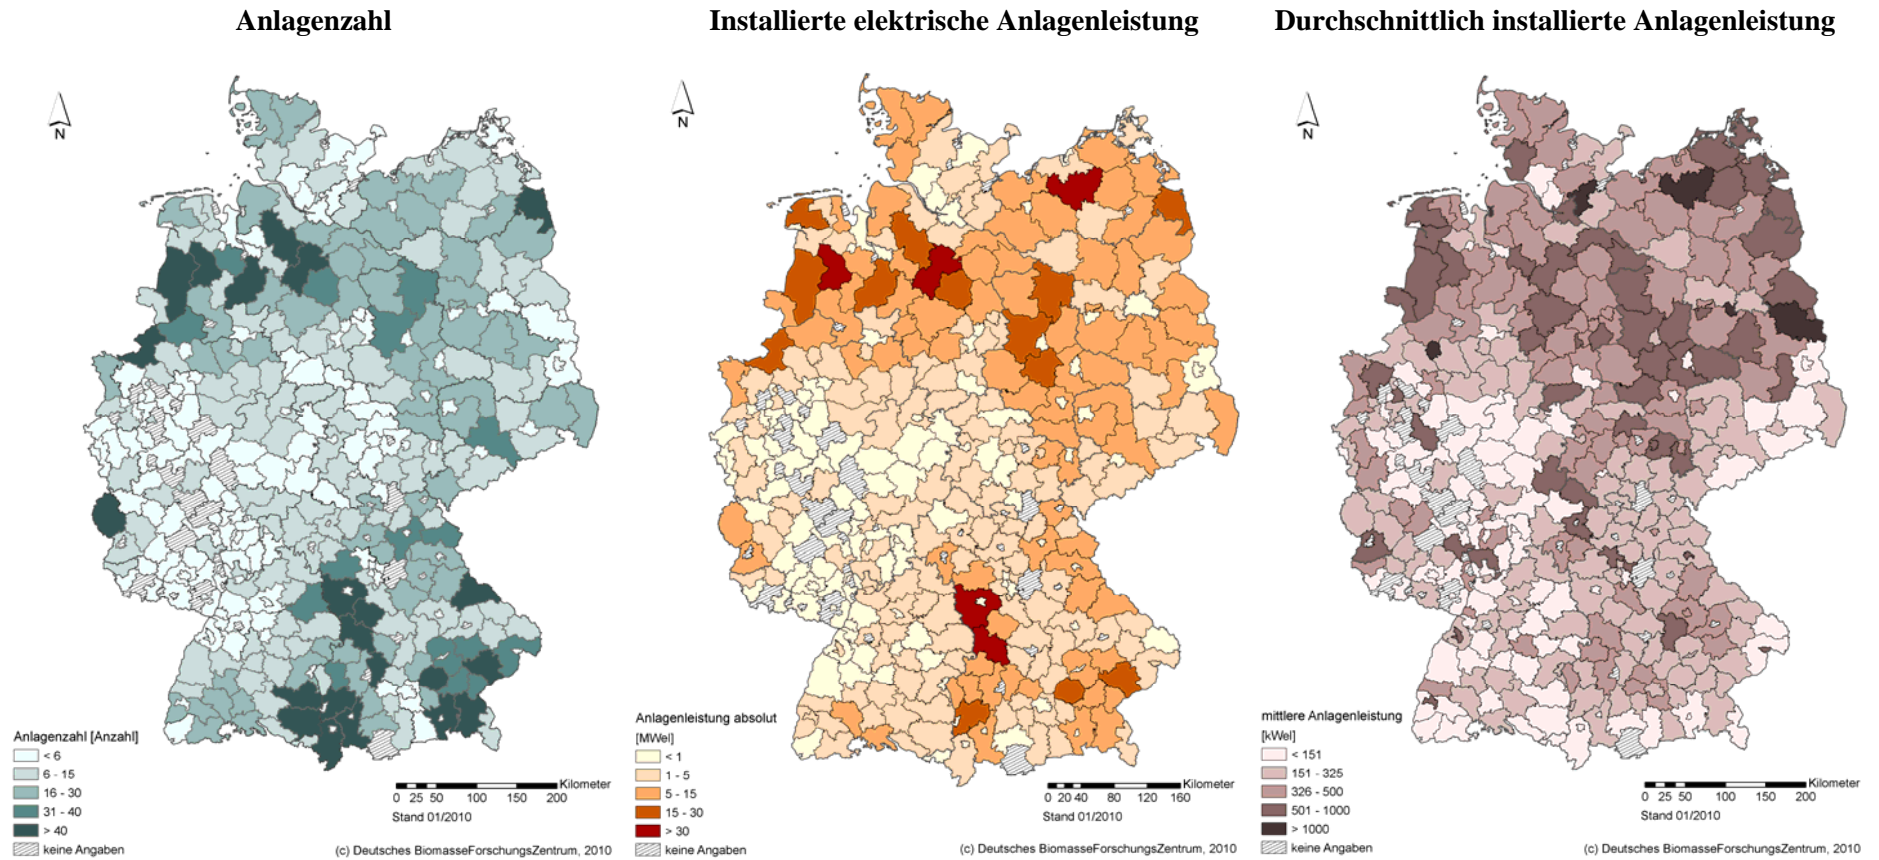 Anlagenzahl
N
Anlagenzahl [Anzahl]
< 6
6 - 15
16 - 30
31 - 40
> 40
keine Angaben
Kilometer
0 25 50 100 150 200
Stand 01/2010
(c) Deutsches BiomasseForschungsZentrum, 2010
Installierte elektrische Anlagenleistung
N
Anlagenleistung absolut
[MWel]
< 1
1 - 5
5 - 15
15 - 30
> 30
keine Angaben
Kilometer
0 20 40 80 120 160
Stand 01/2010
(c) Deutsches BiomasseForschungsZentrum, 2010
Durchschnittlich installierte Anlagenleistung
N
mittlere Anlagenleistung
[kWel]
< 151
151 - 325
326 - 500
501 - 1000
> 1000
keine Angaben
Kilometer
0 25 50 100 150 200
Stand 01/2010
(c) Deutsches BiomasseForschungsZentrum, 2010